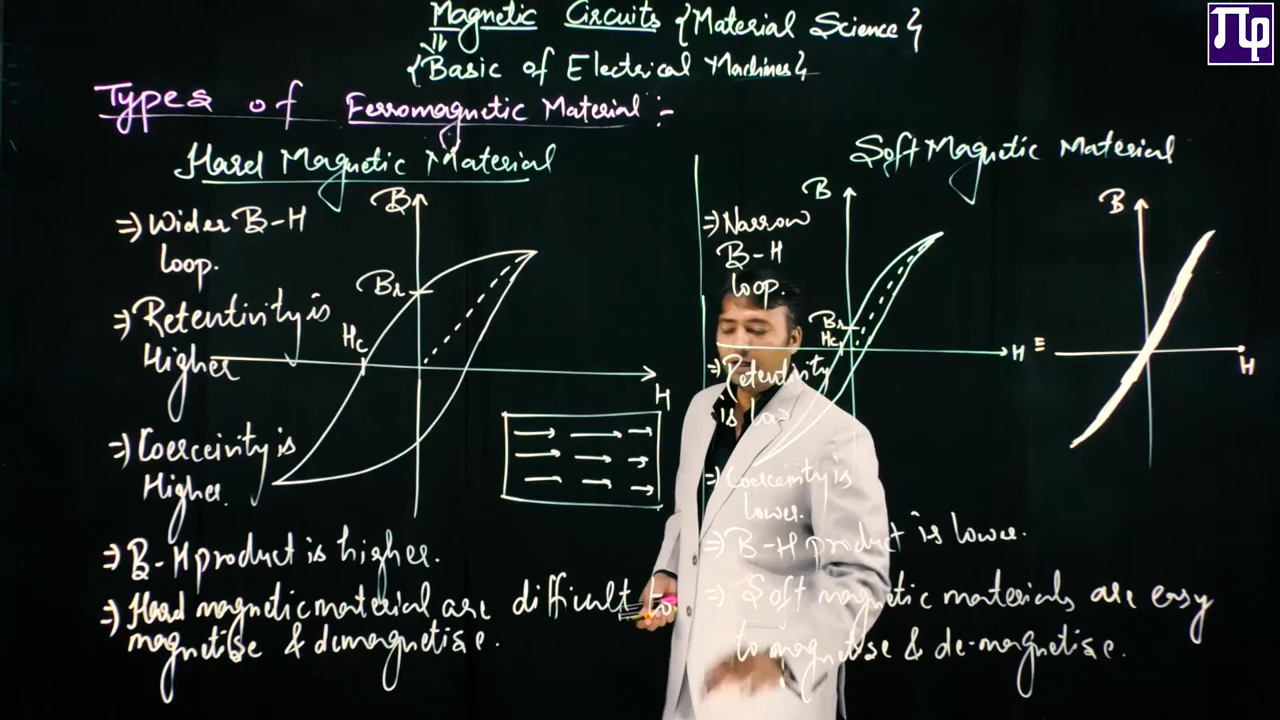 Magnetic Circuits {Material Science}
⇓
{Basic of Electrical Machines}
Types of Ferromagnetic Material :-
Hard Magnetic Material
⇒ Wider B-H
loop.
⇒ Retentivity is
Higher
⇒ Coercivity is
Higher.
⇒ B-H product is higher.
⇒ Hard magnetic material are difficult to
magnetise & demagnetise.
B
Br
Hc
H
Soft Magnetic Material
⇒ Narrow
B-H
loop.
⇒ Retentivity
is
⇒ Coercivity is
lower.
⇒ B-H product is lower.
⇒ Soft magnetic materials are easy
to magnetise & de-magnetise.
B
Br
Hc
H
≡
B
H
Πφ